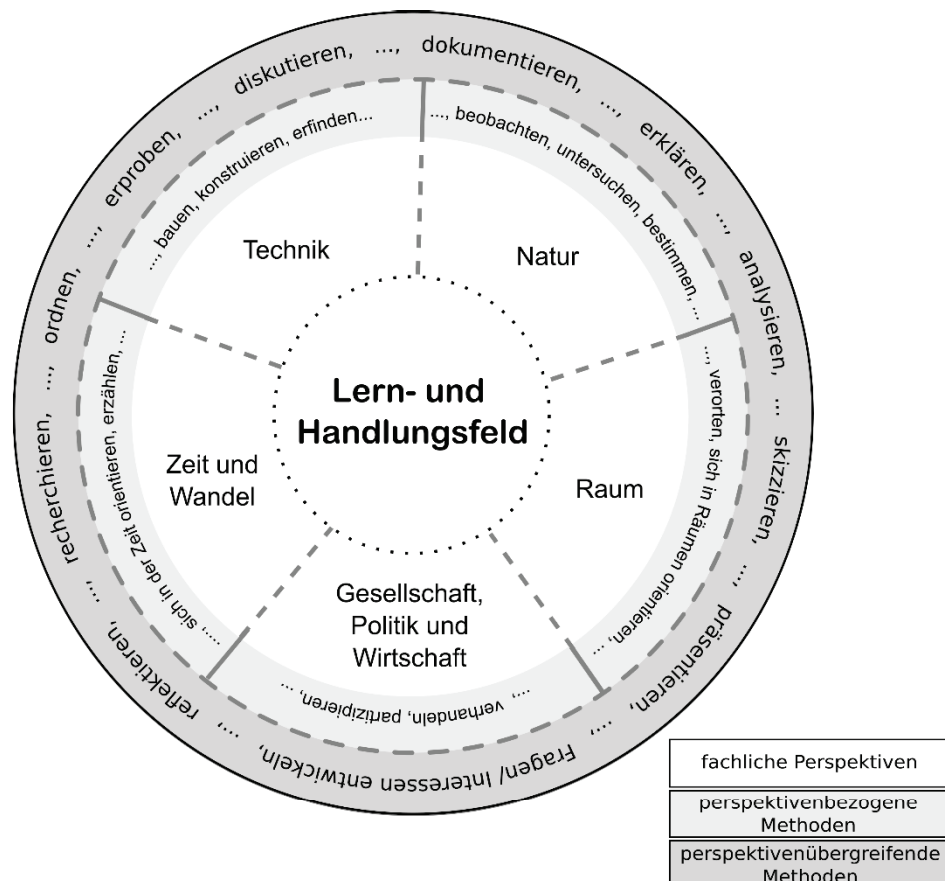 ..., recherchieren, ..., ordnen, ..., erproben, ..., diskutieren, ..., dokumentieren, ..., erklären, ..., analysieren, ... skizzieren, ..., präsentieren, ..., Fragen/ Interessen entwickeln, ..., reflektieren,
..., bauen, konstruieren, erfinden...
..., beobachten, untersuchen, bestimmen, ...
..., verorten, sich in Räumen orientieren, ...
..., verhandeln, partizipieren, ...
..., sich in der Zeit orientieren, erzählen, ...
Technik
Natur
Lern- und
Handlungsfeld
Zeit und
Wandel
Raum
Gesellschaft,
Politik und
Wirtschaft
fachliche Perspektiven
perspektivenbezogene
Methoden
perspektivenübergreifende
Methoden